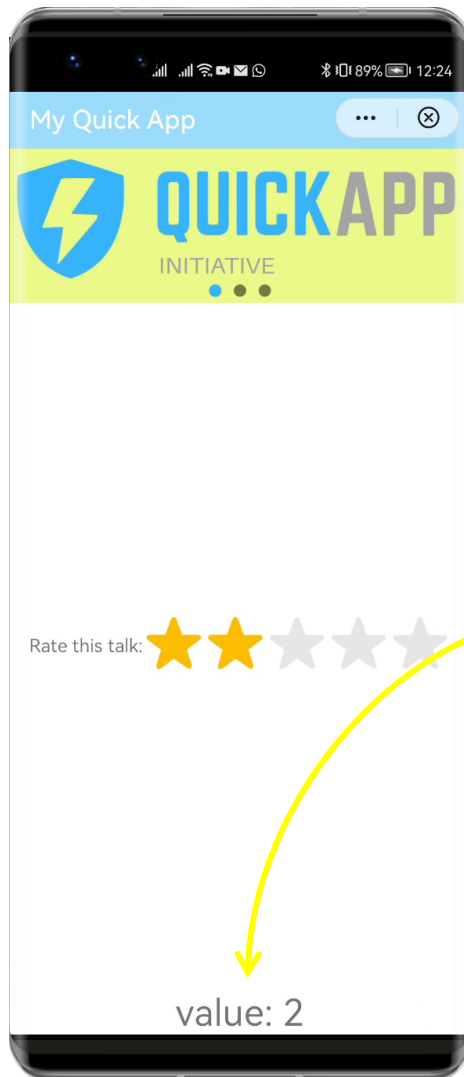 89% 12:24
My Quick App
QUICKAPP
INITIATIVE
Rate this talk:
value: 2